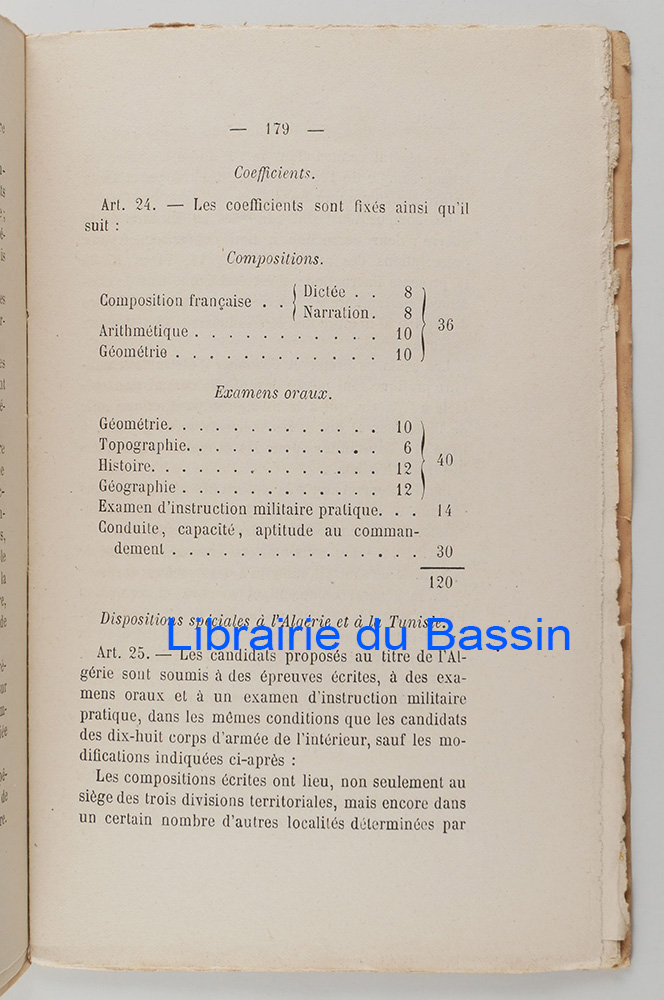 — 179 —
Coefficients.
Art. 24. — Les coefficients sont fixés ainsi qu'il
suit :
Compositions.
Composition française . . { Dictée . . 8
Narration. 8
Arithmétique . . . . . . . . . . . 10
Géométrie . . . . . . . . . . . . 10 } 36
Examens oraux.
Géométrie. . . . . . . . . . . . . 10
Topographie. . . . . . . . . . . . 6
Histoire. . . . . . . . . . . . . . 12
Géographie . . . . . . . . . . . . 12 } 40
Examen d'instruction militaire pratique. . . 14
Conduite, capacité, aptitude au comman-
dement . . . . . . . . . . . . . . . 30
120
Dispositions spéciales à l'Algérie et à la Tunisie.
Librairie du Bassin
Art. 25. — Les candidats proposés au titre de l'Al-
gérie sont soumis à des épreuves écrites, à des exa-
mens oraux et à un examen d'instruction militaire
pratique, dans les mêmes conditions que les candidats
des dix-huit corps d'armée de l'intérieur, sauf les mo-
difications indiquées ci-après :
Les compositions écrites ont lieu, non seulement au
siège des trois divisions territoriales, mais encore dans
un certain nombre d'autres localités déterminées par